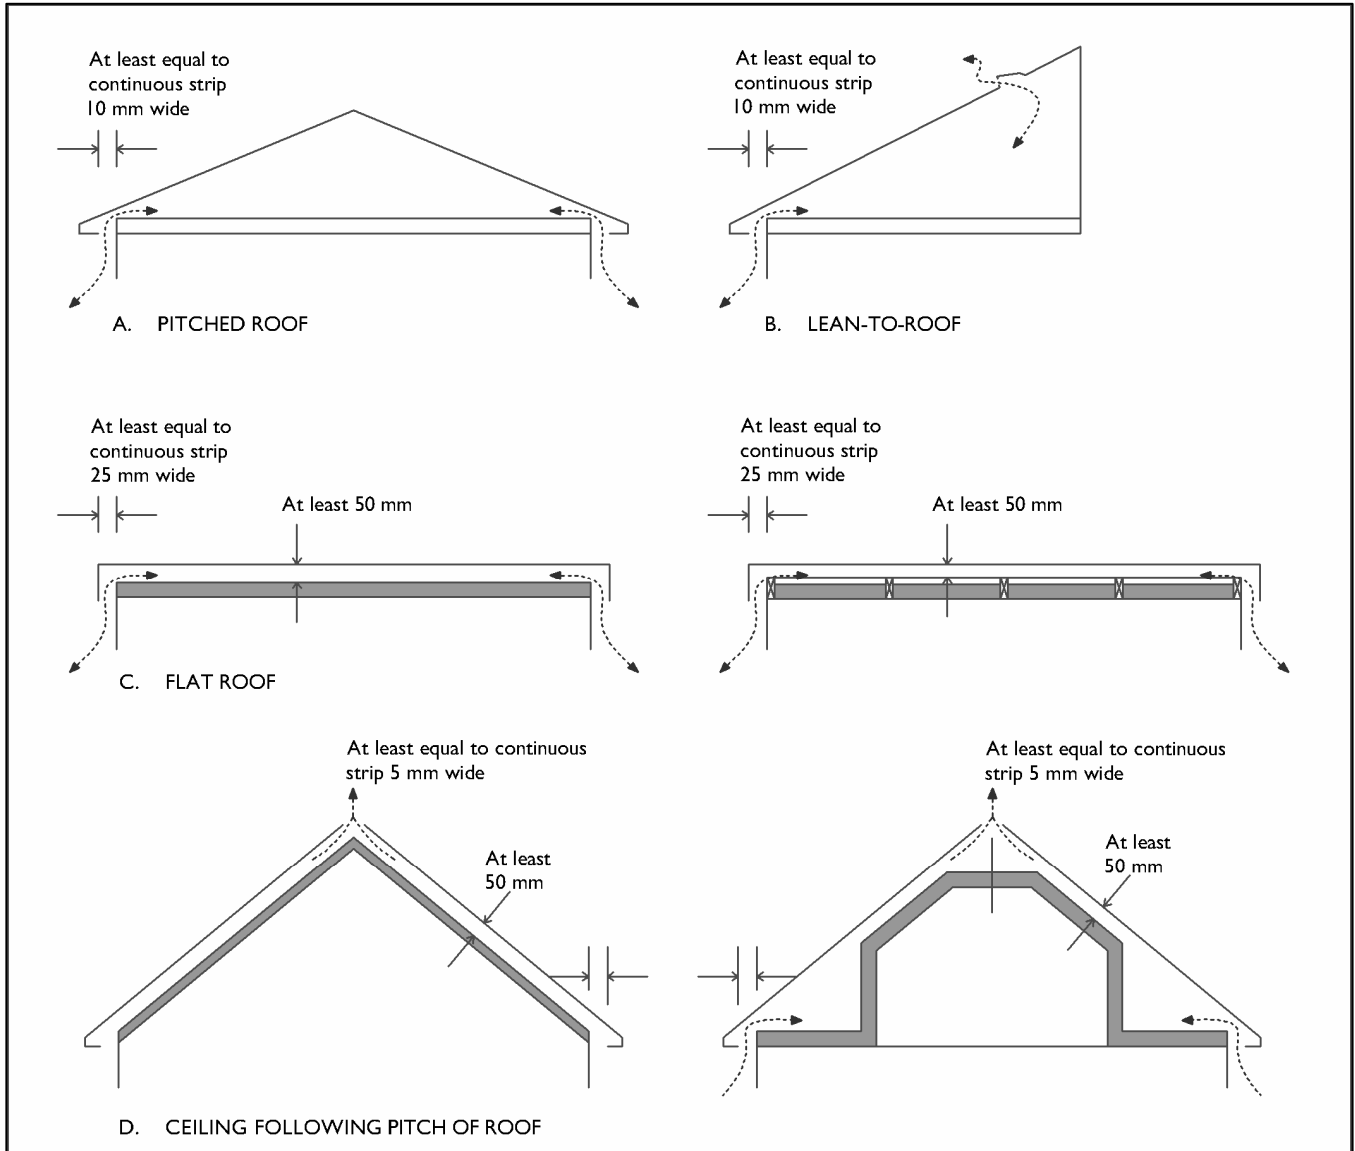 At least equal to
continuous strip
10 mm wide
At least equal to
continuous strip
10 mm wide
A. PITCHED ROOF
B. LEAN-TO-ROOF
At least equal to
continuous strip
25 mm wide
At least 50 mm
At least equal to
continuous strip
25 mm wide
At least 50 mm
C. FLAT ROOF
At least equal to continuous
strip 5 mm wide
At least
50 mm
At least equal to continuous
strip 5 mm wide
At least
50 mm
D. CEILING FOLLOWING PITCH OF ROOF